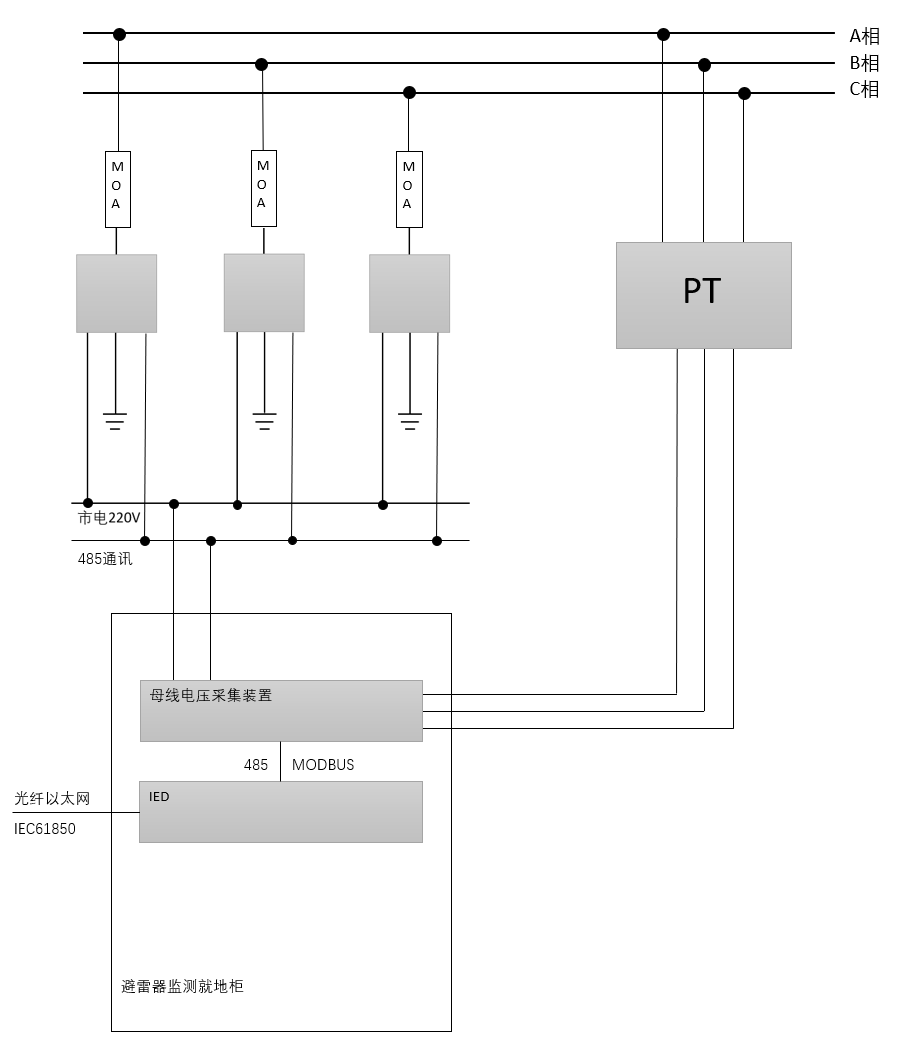 A相
B相
C相
MOA
MOA
MOA
PT
市电220V
485通讯
母线电压采集装置
485
MODBUS
IED
光纤以太网
IEC61850
避雷器监测就地柜